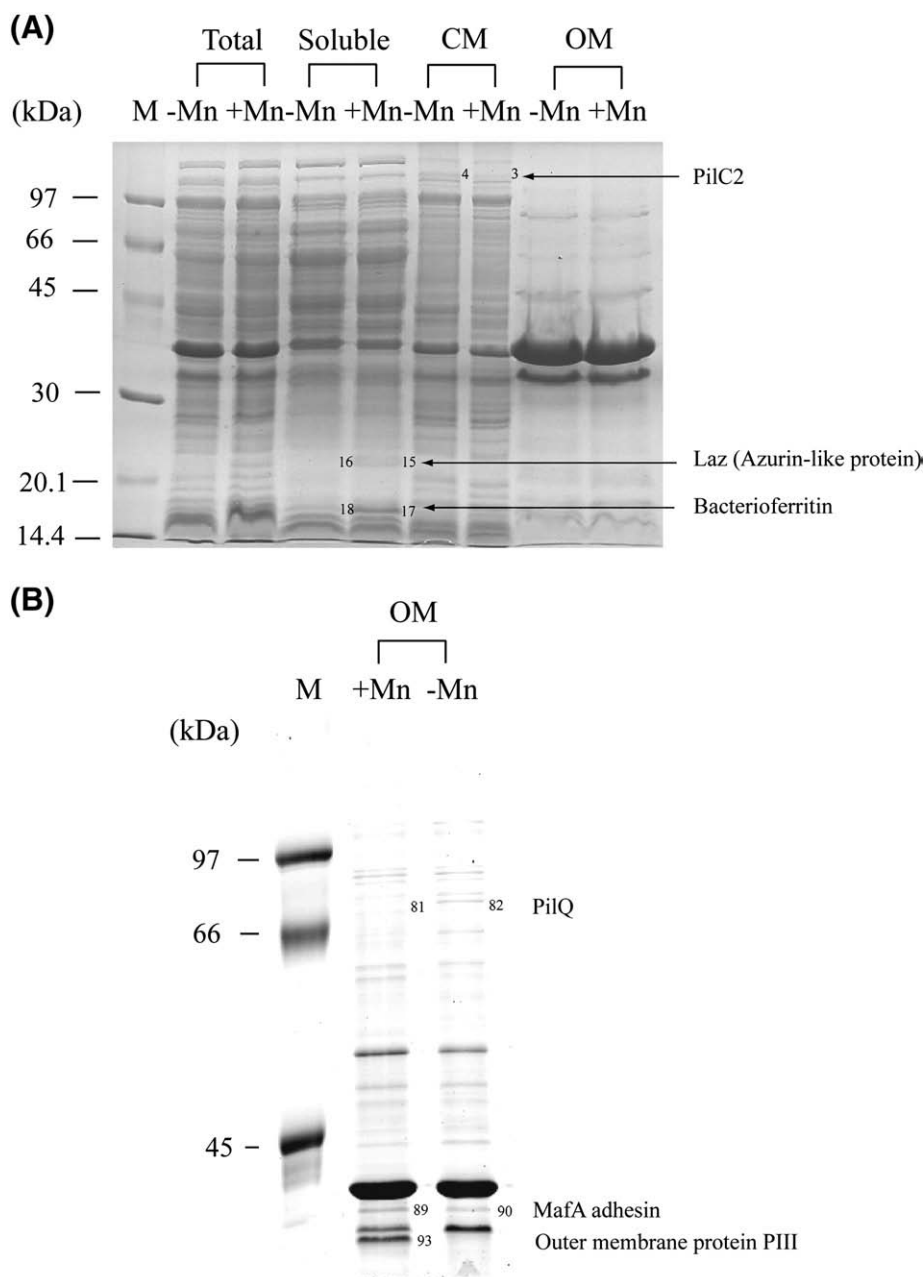 (A)
Total Soluble CM OM
(kDa) M -Mn +Mn -Mn +Mn -Mn +Mn -Mn +Mn
4 3 PilC2
97
66
45
30
16 15 Laz (Azurin-like protein)
20.1
18 17 Bacterioferritin
14.4
(B)
OM
M +Mn -Mn
(kDa)
97
81 82 PilQ
66
45
89 90 MafA adhesin
93 Outer membrane protein PIII